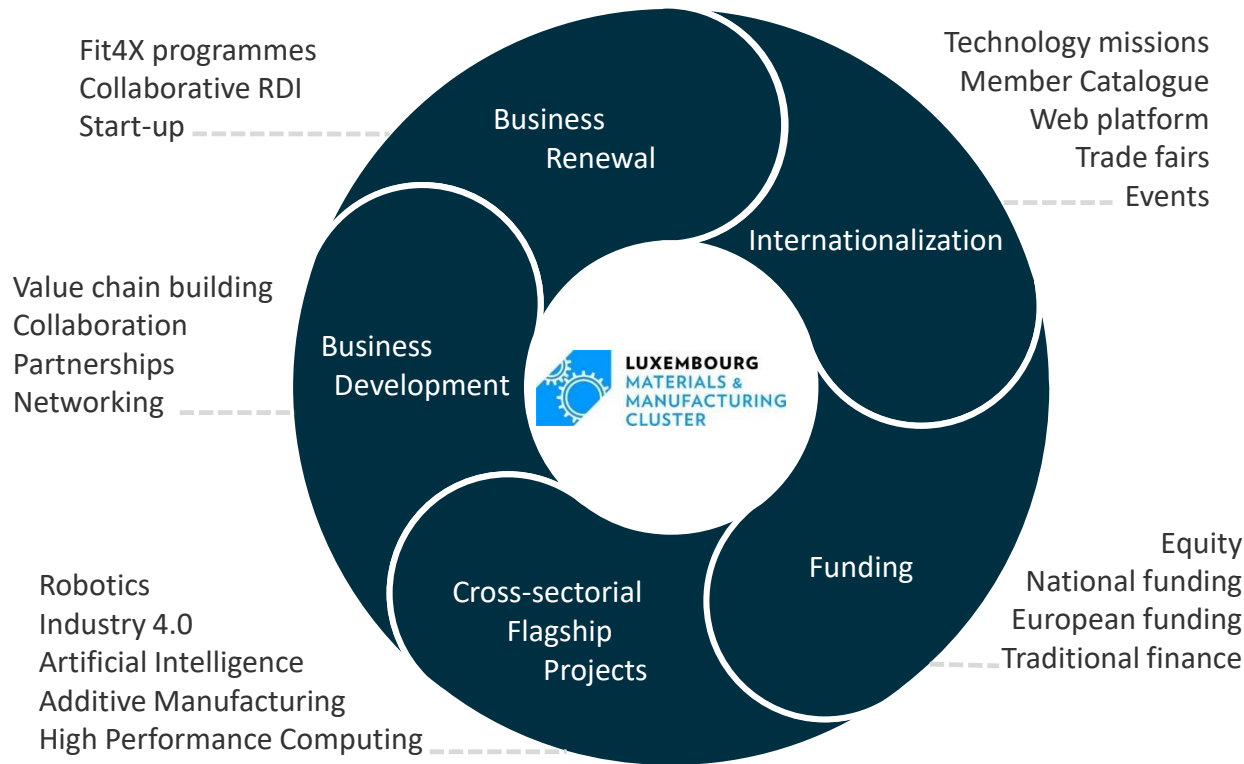 Fit4X programmes
Collaborative RDI
Start-up
Business
Renewal
Technology missions
Member Catalogue
Web platform
Trade fairs
Events
Internationalization
Value chain building
Collaboration
Partnerships
Networking
Business
Development
LUXEMBOURG
MATERIALS &
MANUFACTURING
CLUSTER
Funding
Equity
National funding
European funding
Traditional finance
Cross-sectorial
Flagship
Projects
Robotics
Industry 4.0
Artificial Intelligence
Additive Manufacturing
High Performance Computing